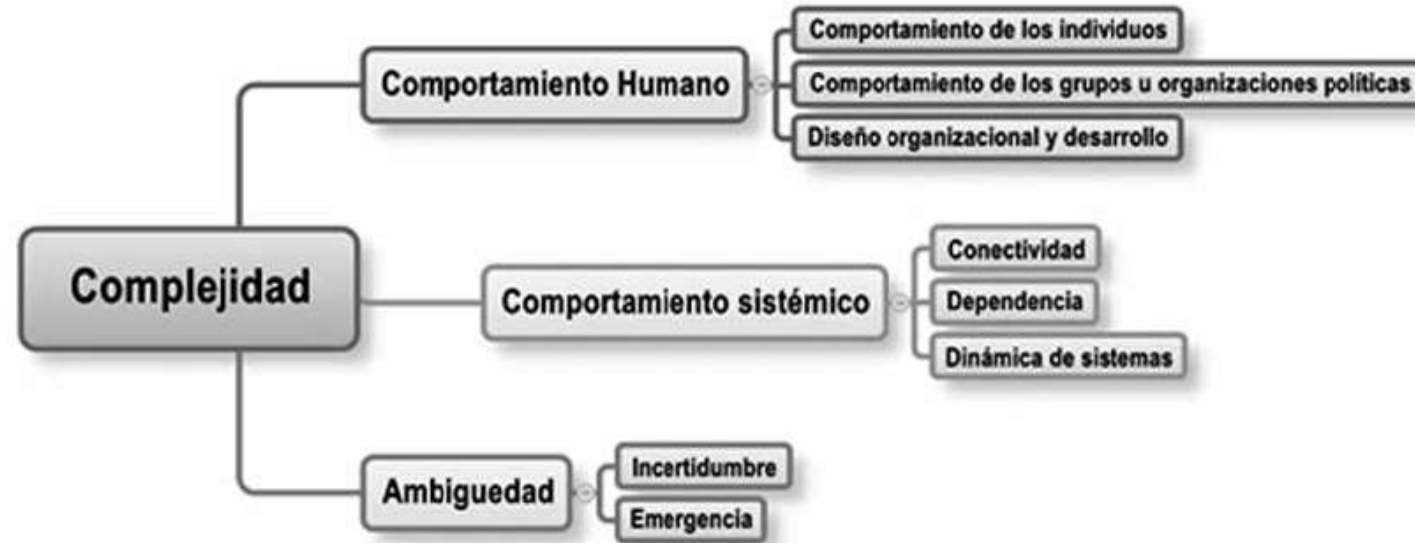 Complejidad
Comportamiento Humano
Comportamiento de los individuos
Comportamiento de los grupos u organizaciones políticas
Diseño organizacional y desarrollo
Comportamiento sistémico
Conectividad
Dependencia
Dinámica de sistemas
Ambiguedad
Incertidumbre
Emergencia